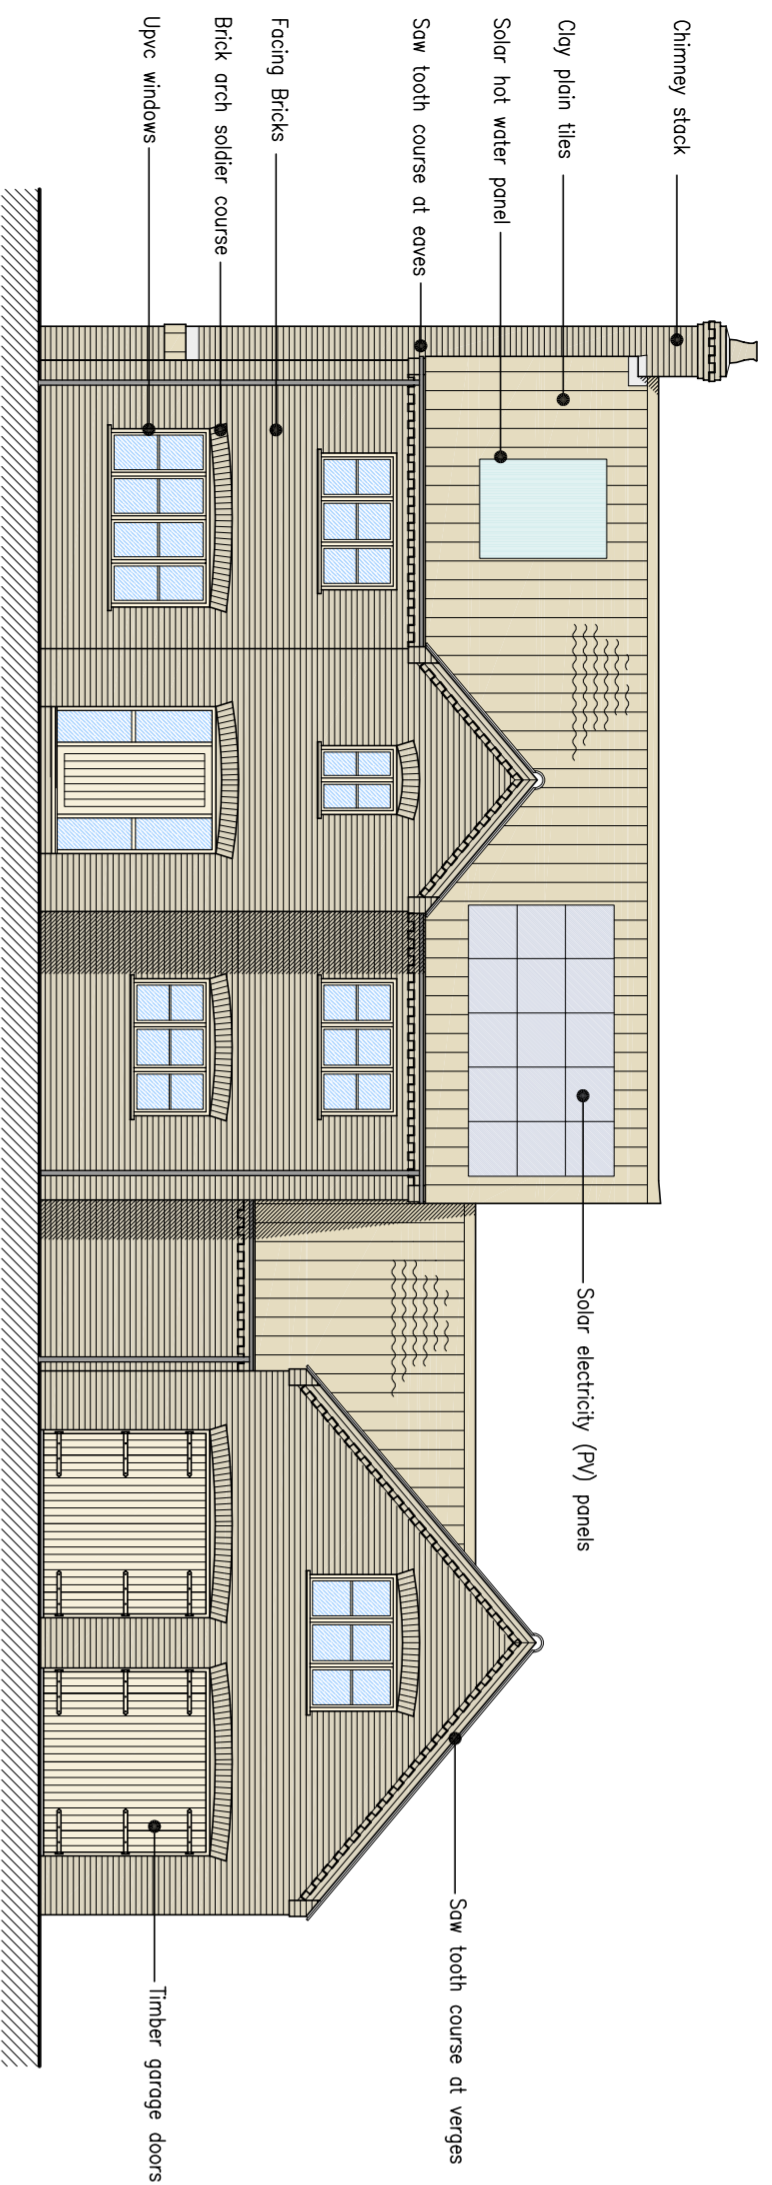 Chimney stack
Clay plain tiles
Solar hot water panel
Saw tooth course at eaves
Facing Bricks
Brick arch soldier course
Upvc windows
Solar electricity (PV) panels
Saw tooth course at verges
Timber garage doors